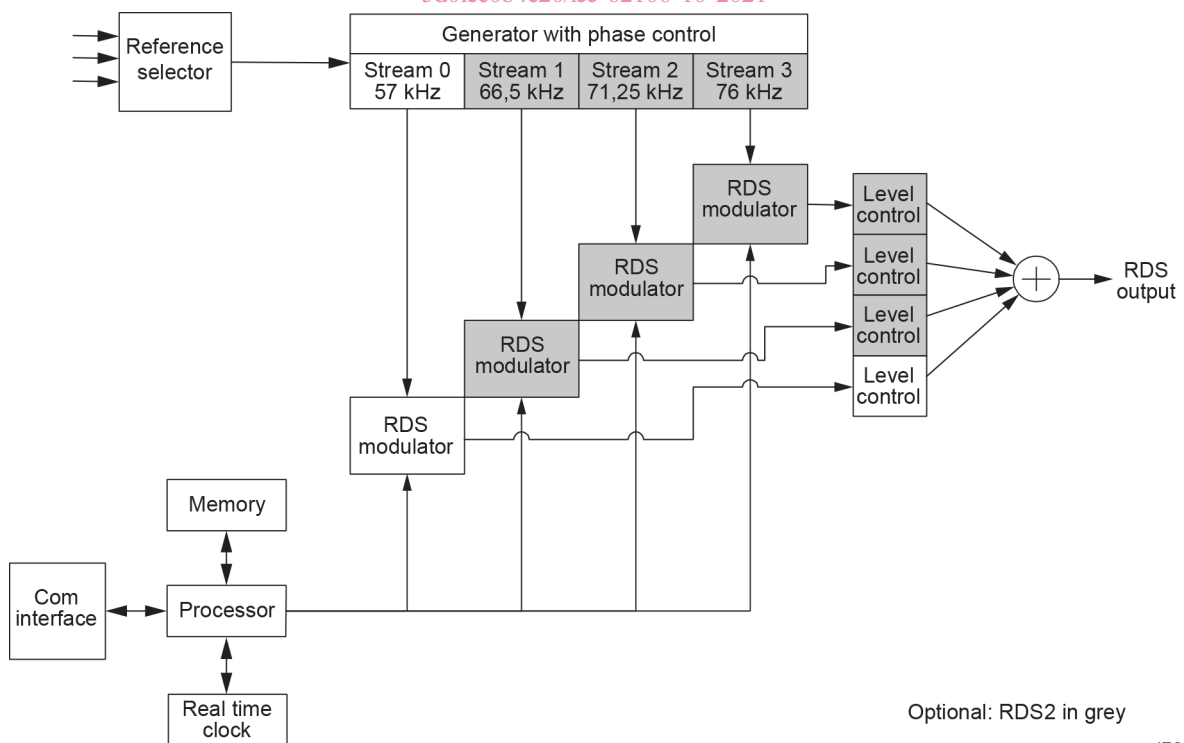 Reference
selector
Generator with phase control
Stream 0
57 kHz
Stream 1
66,5 kHz
Stream 2
71,25 kHz
Stream 3
76 kHz
RDS
modulator
Level
control
RDS
modulator
Level
control
RDS
output
RDS
modulator
Level
control
RDS
modulator
Level
control
Memory
Com
interface
Processor
Real time
clock
Optional: RDS2 in grey